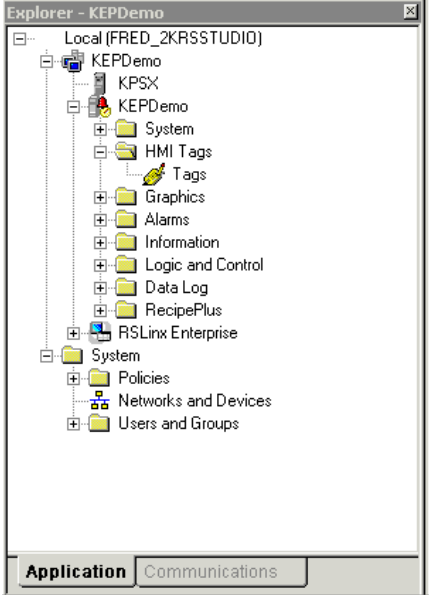 Explorer - KEPDemo
Local (FRED_2KRSSTUDIO)
KEPDemo
KPSX
KEPDemo
System
HMI Tags
Tags
Graphics
Alarms
Information
Logic and Control
Data Log
RecipePlus
RSLinx Enterprise
System
Policies
Networks and Devices
Users and Groups
Application Communications